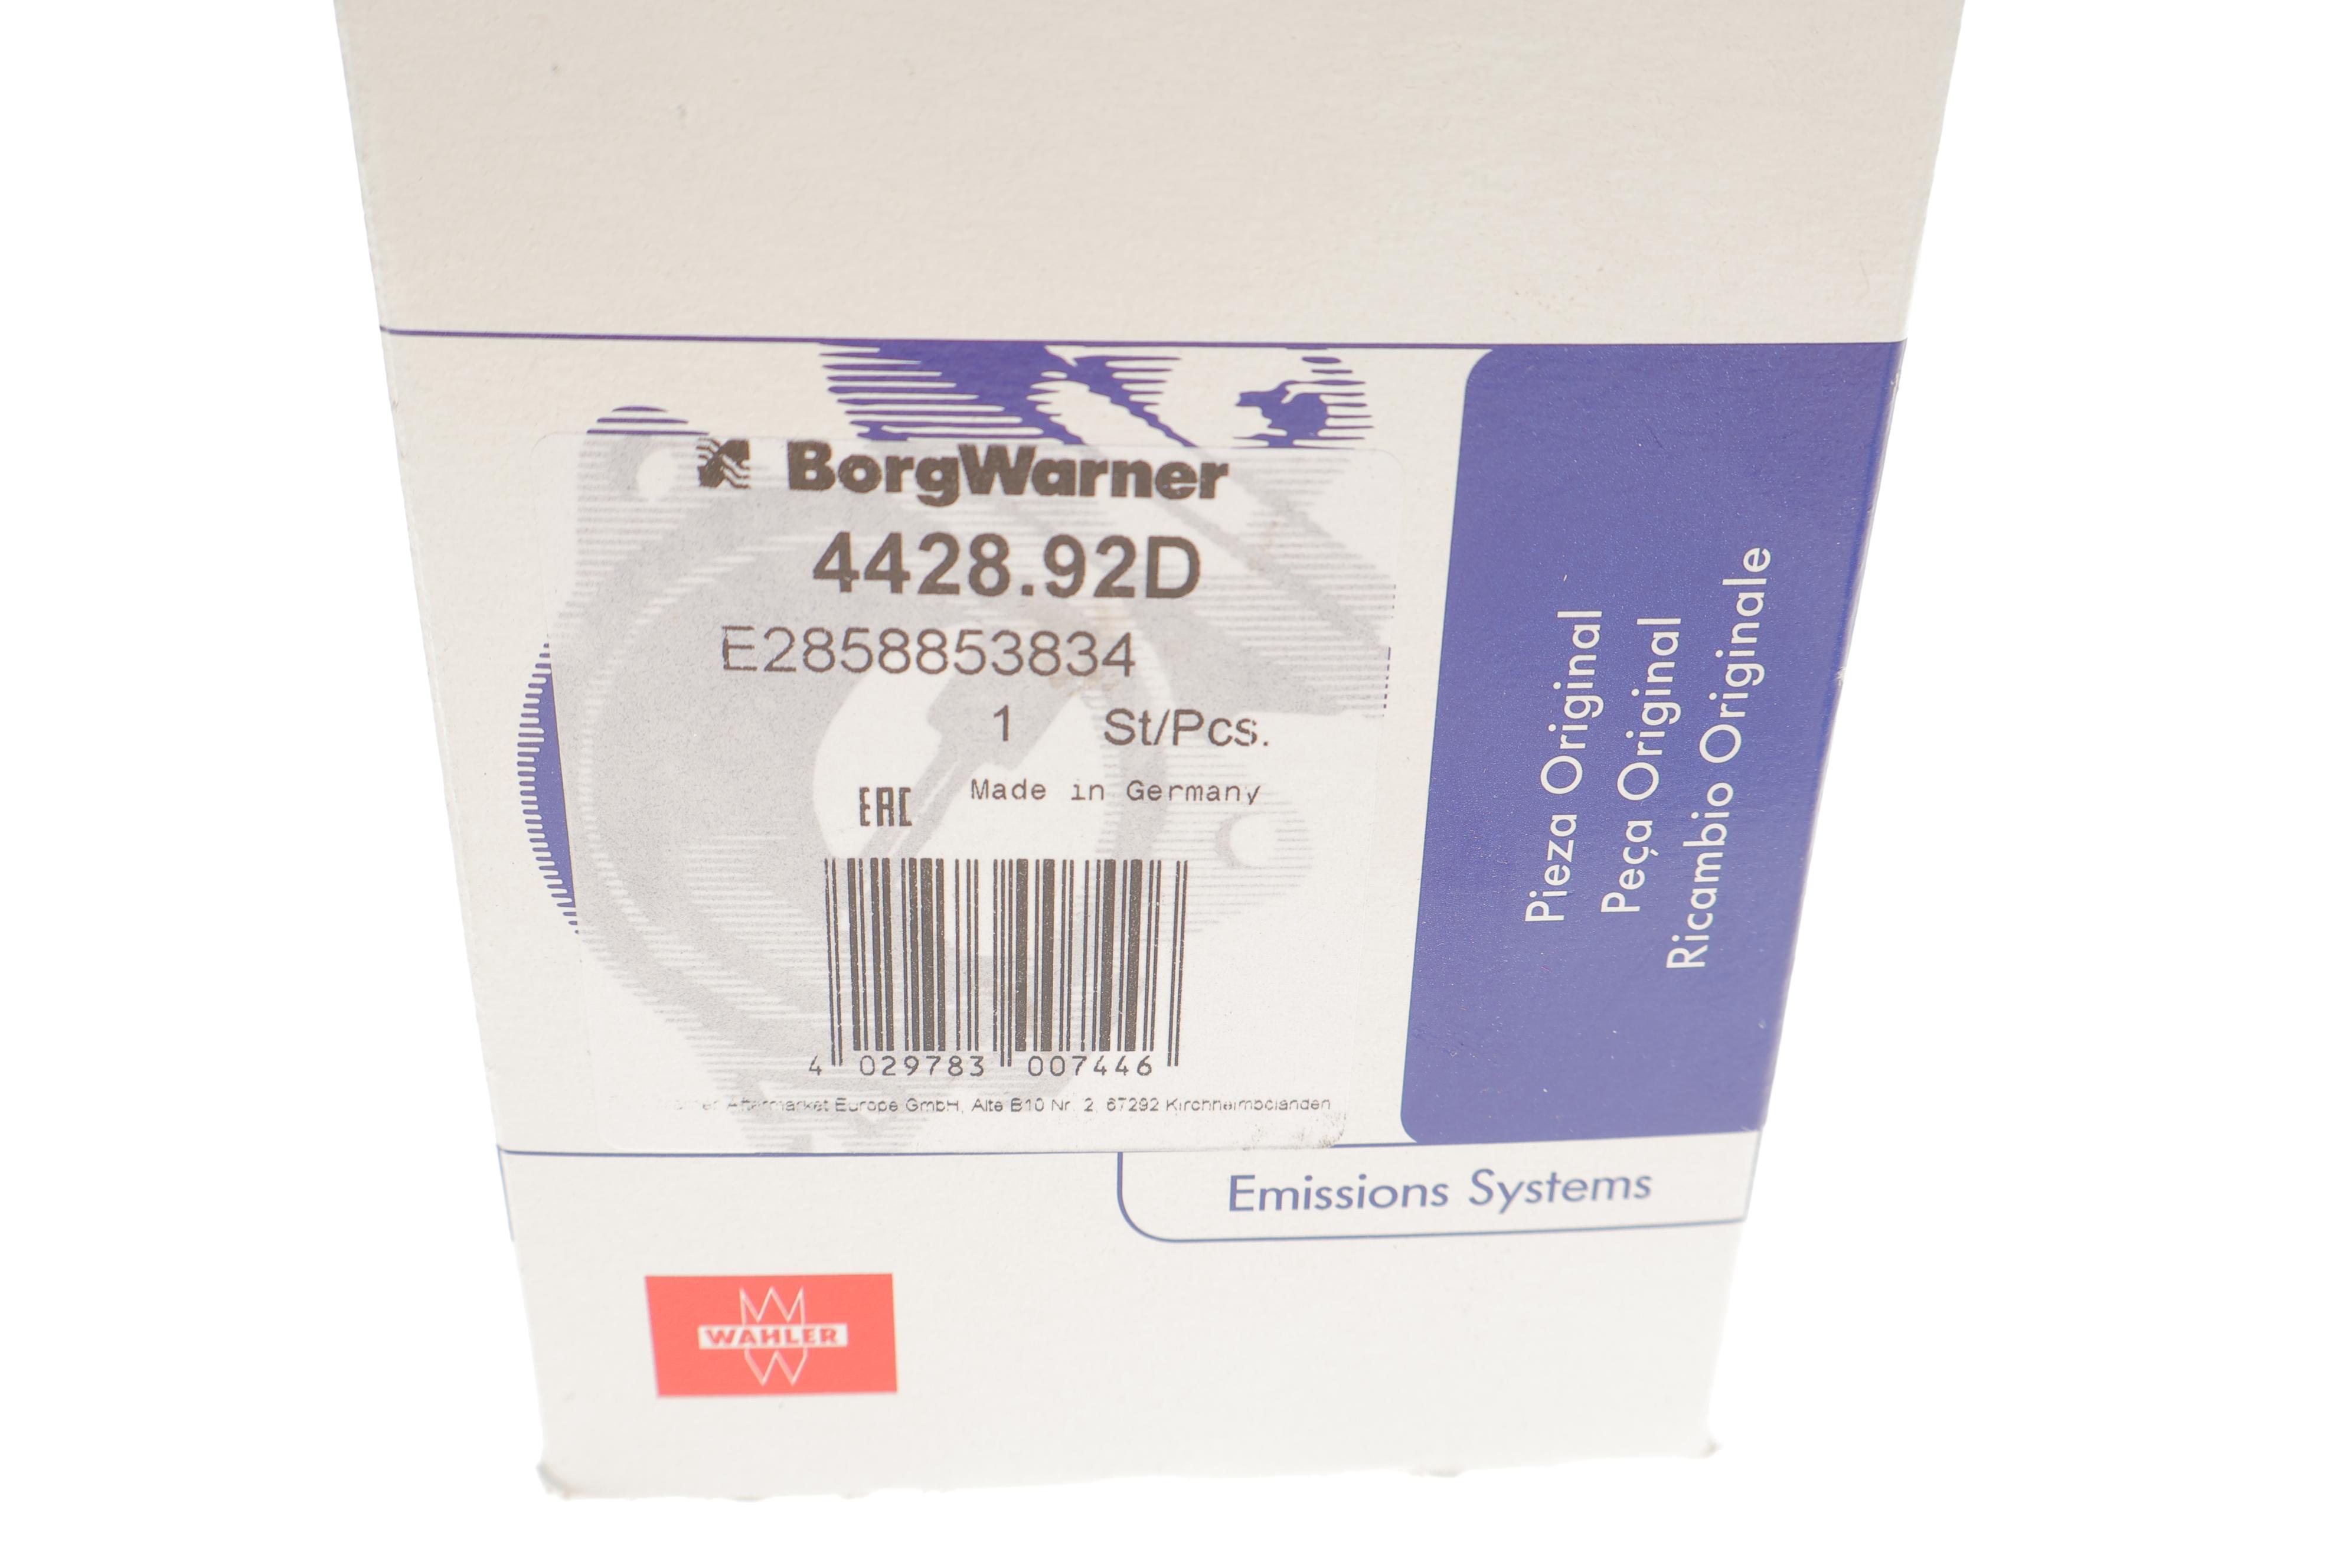 BorgWarner
4428.92D
E2858853834
1 St/Pcs.
EAC Made in Germany
4 029783 007446
Aftermarket Europe GmbH, Alte B10 Nr. 2, 67292 Kirchheimbolanden
Pieza Original
Peça Original
Ricambio Originale
Emissions Systems
WAHLER